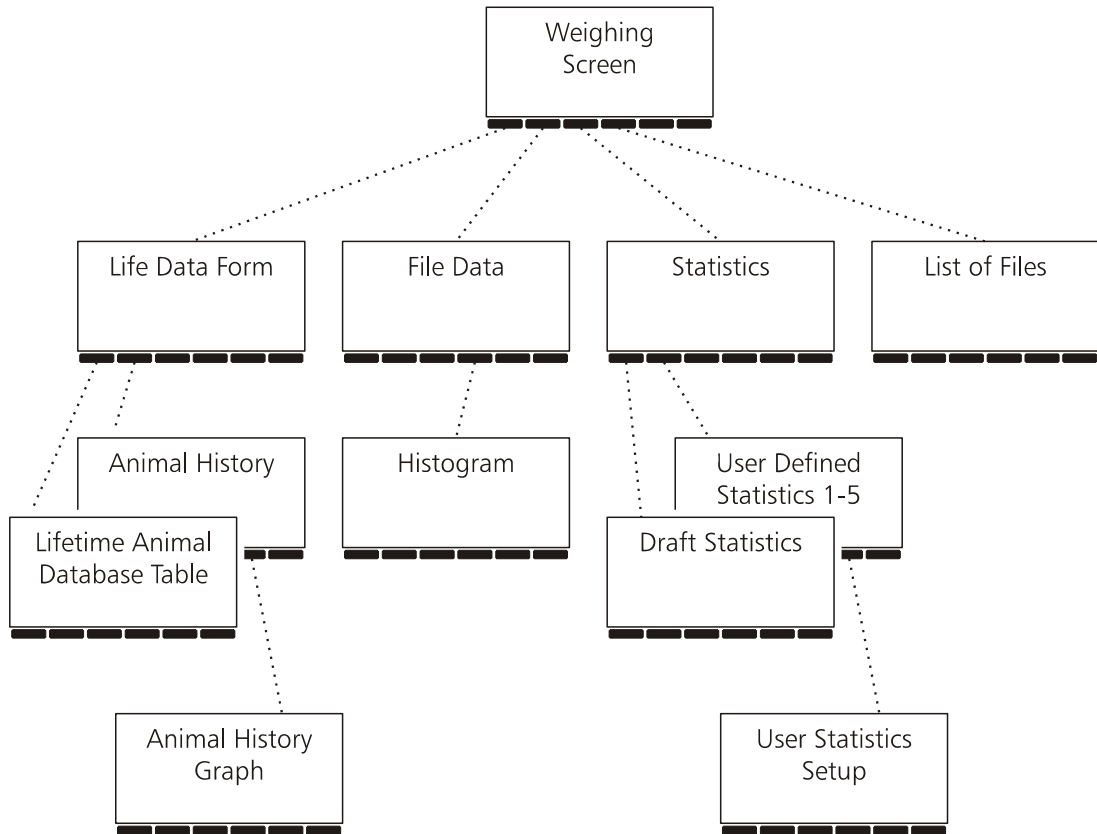 Weighing
Screen
Life Data Form
File Data
Statistics
List of Files
Animal History
Histogram
User Defined
Statistics 1-5
Lifetime Animal
Database Table
Draft Statistics
Animal History
Graph
User Statistics
Setup